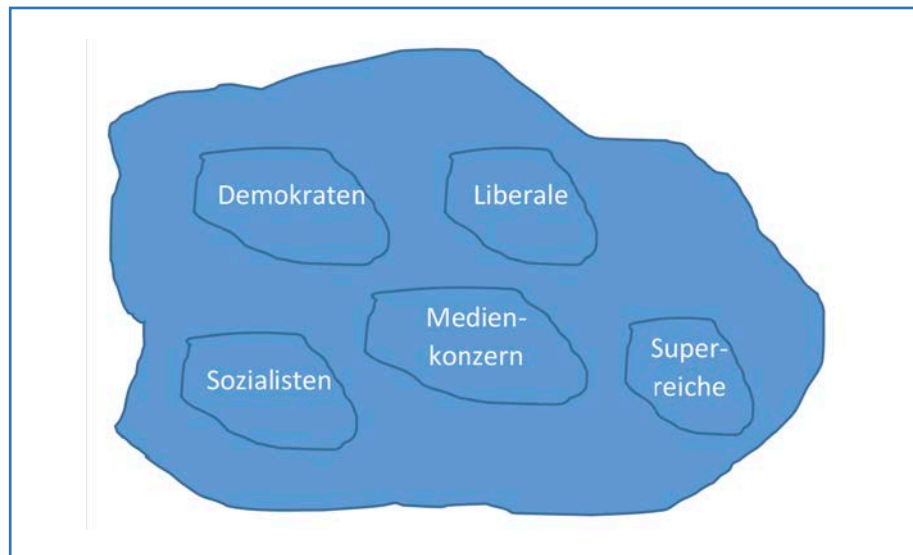 Demokraten
Liberale
Medien-
konzern
Super-
reiche
Sozialisten